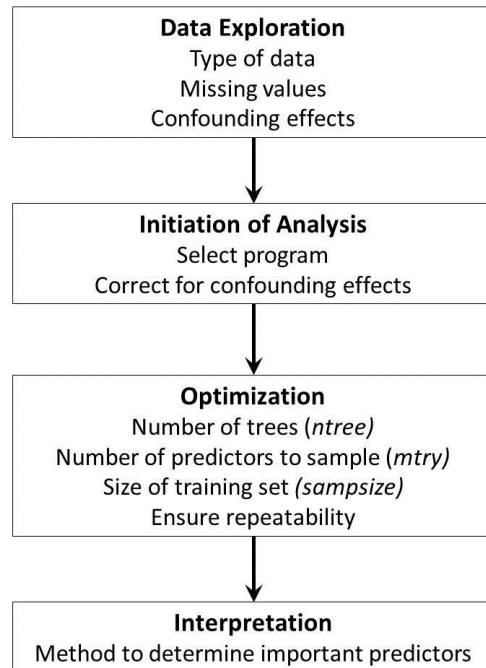 Data Exploration
Type of data
Missing values
Confounding effects
Initiation of Analysis
Select program
Correct for confounding effects
Optimization
Number of trees (ntree)
Number of predictors to sample (mtry)
Size of training set (sampsize)
Ensure repeatability
Interpretation
Method to determine important predictors